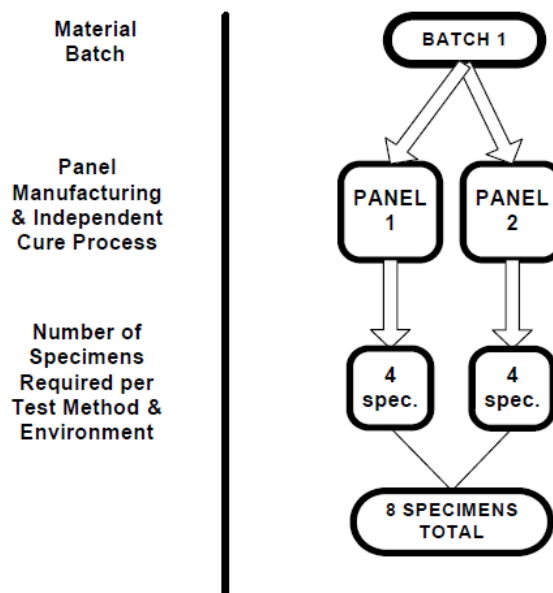 Material
Batch
BATCH 1
Panel
Manufacturing
& Independent
Cure Process
PANEL
1
PANEL
2
Number of
Specimens
Required per
Test Method &
Environment
4
spec.
4
spec.
8 SPECIMENS
TOTAL